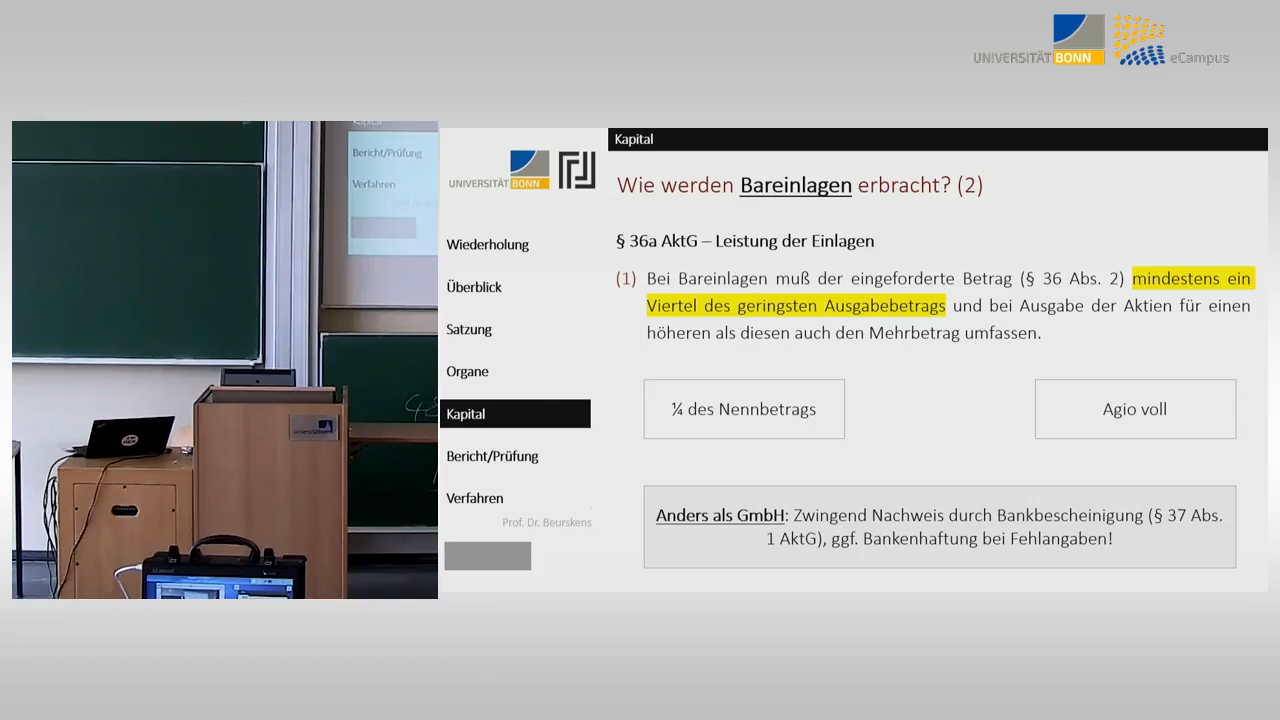 UNIVERSITÄT BONN
eCampus
Kapital
Bericht/Prüfung
Verfahren
UNIVERSITÄT BONN
Wiederholung
Überblick
Satzung
Organe
Kapital
Bericht/Prüfung
Verfahren
Prof. Dr. Beurskens
Kapital
Wie werden Bareinlagen erbracht? (2)
§ 36a AktG – Leistung der Einlagen
(1) Bei Bareinlagen muß der eingeforderte Betrag (§ 36 Abs. 2) mindestens ein
Viertel des geringsten Ausgabebetrags und bei Ausgabe der Aktien für einen
höheren als diesen auch den Mehrbetrag umfassen.
¼ des Nennbetrags
Agio voll
Anders als GmbH: Zwingend Nachweis durch Bankbescheinigung (§ 37 Abs.
1 AktG), ggf. Bankenhaftung bei Fehlangaben!